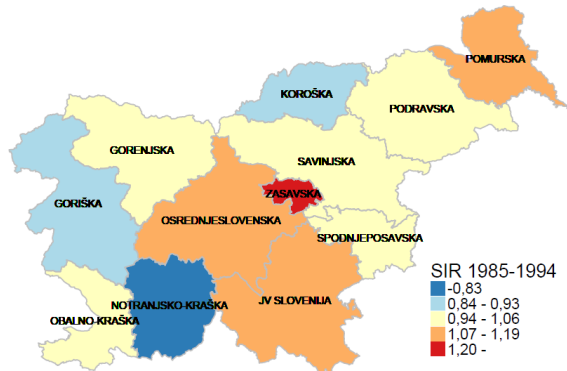 POMURSKA
KOROŠKA
PODRAVSKA
GORENJSKA
SAVINJSKA
ZASAVSKA
GORIŠKA
OSREDNJESLOVENSKA
SPODNJEPOSAVSKA
NOTRANJSKO-KRAŠKA
JV SLOVENIJA
OBALNO-KRAŠKA
SIR 1985-1994
-0,83
0,84 - 0,93
0,94 - 1,06
1,07 - 1,19
1,20 -